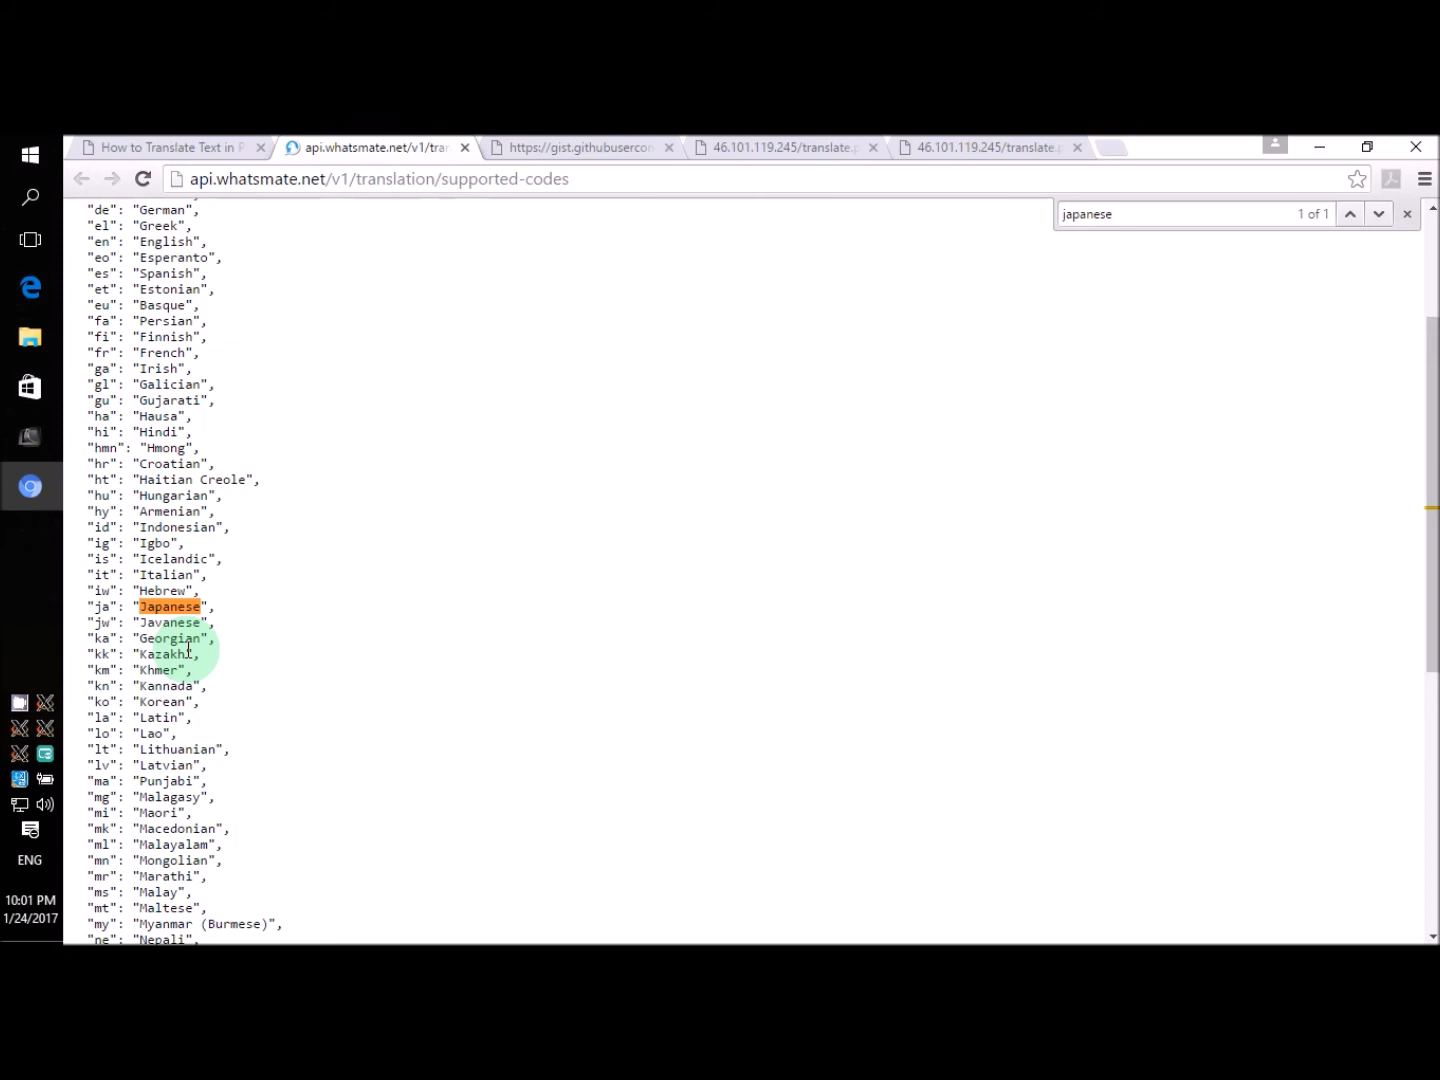 How to Translate Text in P
api.whatsmate.net/v1/tran
https://gist.githubusercon
46.101.119.245/translate.p
46.101.119.245/translate.p
api.whatsmate.net/v1/translation/supported-codes
japanese
1 of 1
"de": "German",
"el": "Greek",
"en": "English",
"eo": "Esperanto",
"es": "Spanish",
"et": "Estonian",
"eu": "Basque",
"fa": "Persian",
"fi": "Finnish",
"fr": "French",
"ga": "Irish",
"gl": "Galician",
"gu": "Gujarati",
"ha": "Hausa",
"hi": "Hindi",
"hmn": "Hmong",
"hr": "Croatian",
"ht": "Haitian Creole",
"hu": "Hungarian",
"hy": "Armenian",
"id": "Indonesian",
"ig": "Igbo",
"is": "Icelandic",
"it": "Italian",
"iw": "Hebrew",
"ja": "Japanese",
"jw": "Javanese",
"ka": "Georgian",
"kk": "Kazakh",
"km": "Khmer",
"kn": "Kannada",
"ko": "Korean",
"la": "Latin",
"lo": "Lao",
"lt": "Lithuanian",
"lv": "Latvian",
"ma": "Punjabi",
"mg": "Malagasy",
"mi": "Maori",
"mk": "Macedonian",
"ml": "Malayalam",
"mn": "Mongolian",
"mr": "Marathi",
"ms": "Malay",
"mt": "Maltese",
"my": "Myanmar (Burmese)",
"ne": "Nepali",
ENG
10:01 PM
1/24/2017